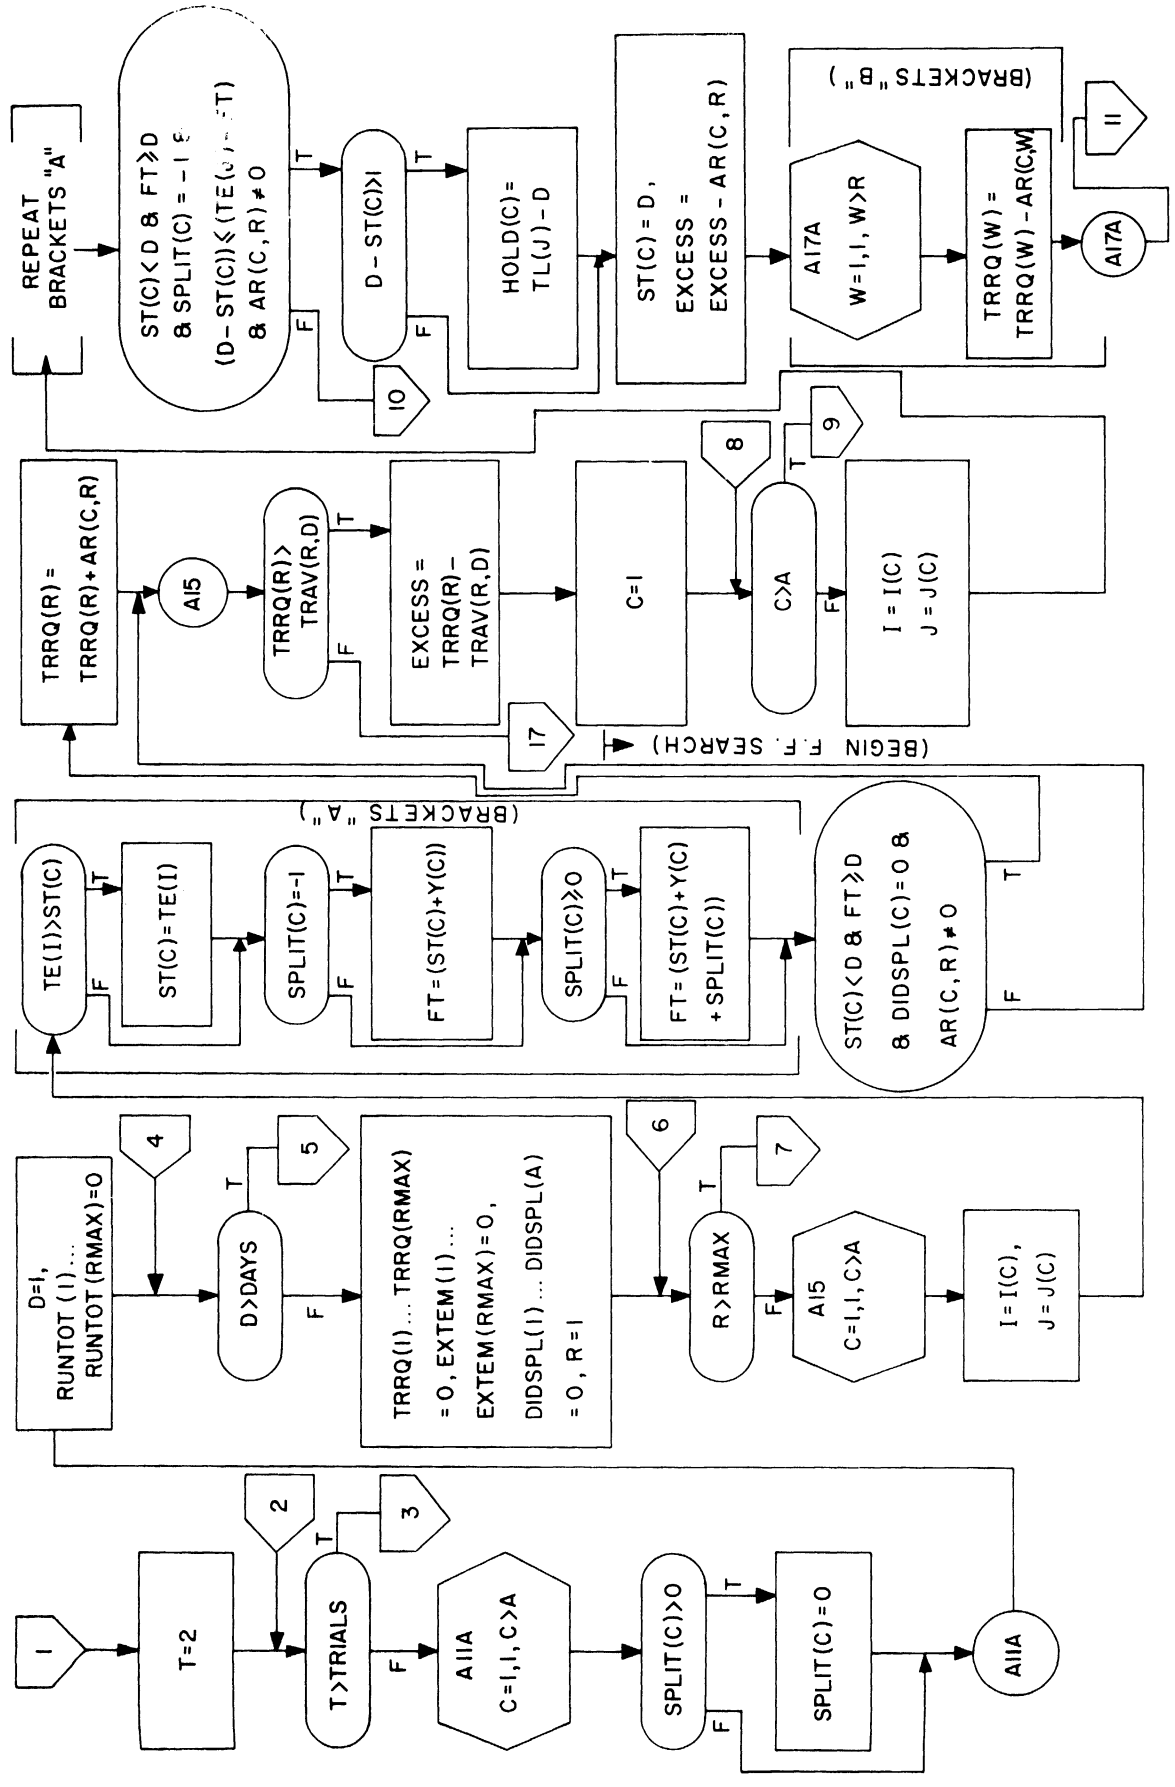 1
T=2
2
T>TRIALS
T
3
F
A11A
C=1,1,C>A
SPLIT(C)>0
F
T
SPLIT(C)=0
A11A
D=1,
RUNTOT (1)...
RUNTOT(RMAX)=0
4
D>DAYS
T
5
F
TRRQ(1)... TRRQ(RMAX)
=0, EXTEM(1)...
EXTEM(RMAX)=0,
DIDSPL(1)... DIDSPL(A)
=0, R=1
6
R>RMAX
T
7
F
A15
C=1,1,C>A
I=I(C),
J=J(C)
(BRACKETS "A")
TE(I)>ST(C)
F
T
ST(C)=TE(I)
SPLIT(C)=-1
F
T
FT=(ST(C)+Y(C))
SPLIT(C)≥0
F
T
FT=(ST(C)+Y(C)
+SPLIT(C))
ST(C)<D & FT≥D
& DIDSPL(C)=0 &
AR(C,R)≠0
F
T
TRRQ(R)=
TRRQ(R)+AR(C,R)
A15
TRRQ(R)>
TRAV(R,D)
F
T
17
EXCESS=
TRRQ(R)-
TRAV(R,D)
(BEGIN F.F. SEARCH)
C=1
8
C>A
T
9
F
I=I(C)
J=J(C)
REPEAT
BRACKETS "A"
ST(C)<D & FT≥D
& SPLIT(C)=-1 &
(D-ST(C))≤(TE(J)-FT)
& AR(C,R)≠0
F
T
10
D-ST(C)>1
F
T
HOLD(C)=
TL(J)-D
ST(C)=D,
EXCESS=
EXCESS-AR(C,R)
(BRACKETS "B")
A17A
W=1,1,W>R
TRRQ(W)=
TRRQ(W)-AR(C,W)
A17A
11